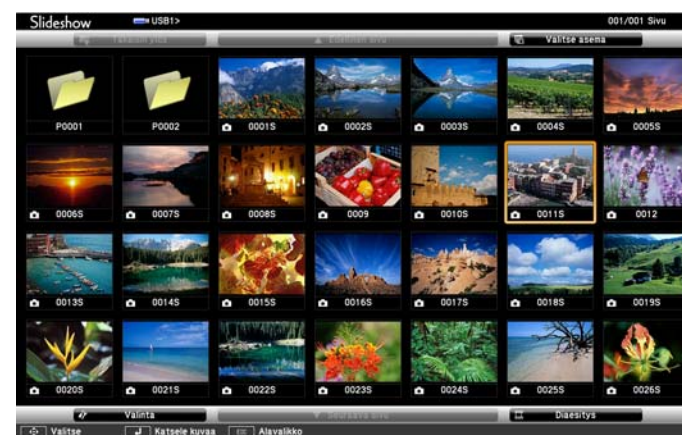 Slideshow USB1> 001/001 Sivu
Takaisin ylös Edellinen sivu Valitse asema
P0001 P0002 0001S 0002S 0003S 0004S 0005S
0006S 0007S 0008S 0009 0010S 0011S 0012
0013S 0014S 0015S 0016S 0017S 0018S 0019S
0020S 0021S 0022S 0023S 0024S 0025S 0026S
Valinta Seuraava sivu Diaesitys
Valitse Katsele kuvaa Alavalikko